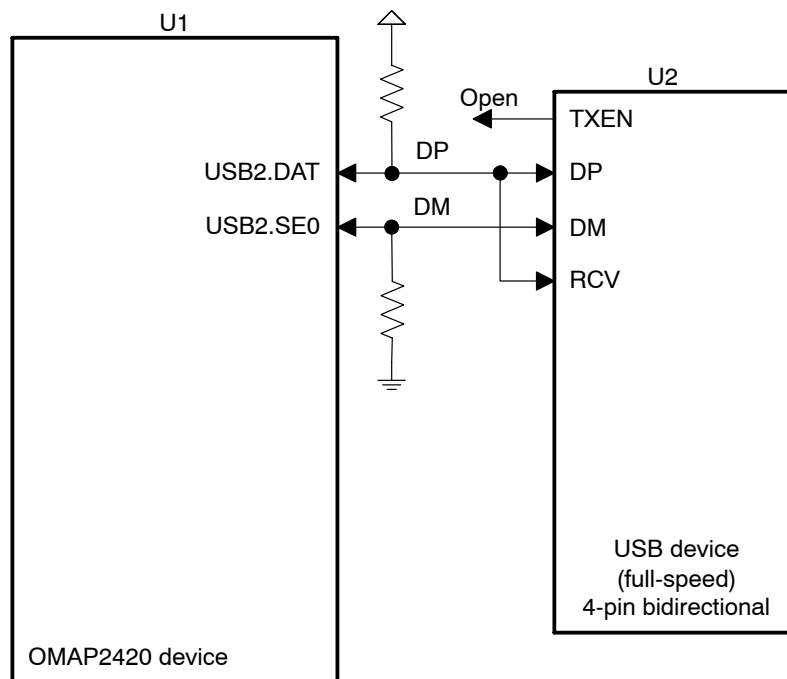 U1
U2
Open
TXEN
DP
USB2.DAT
DP
DM
USB2.SE0
DM
RCV
USB device
(full-speed)
4-pin bidirectional
OMAP2420 device